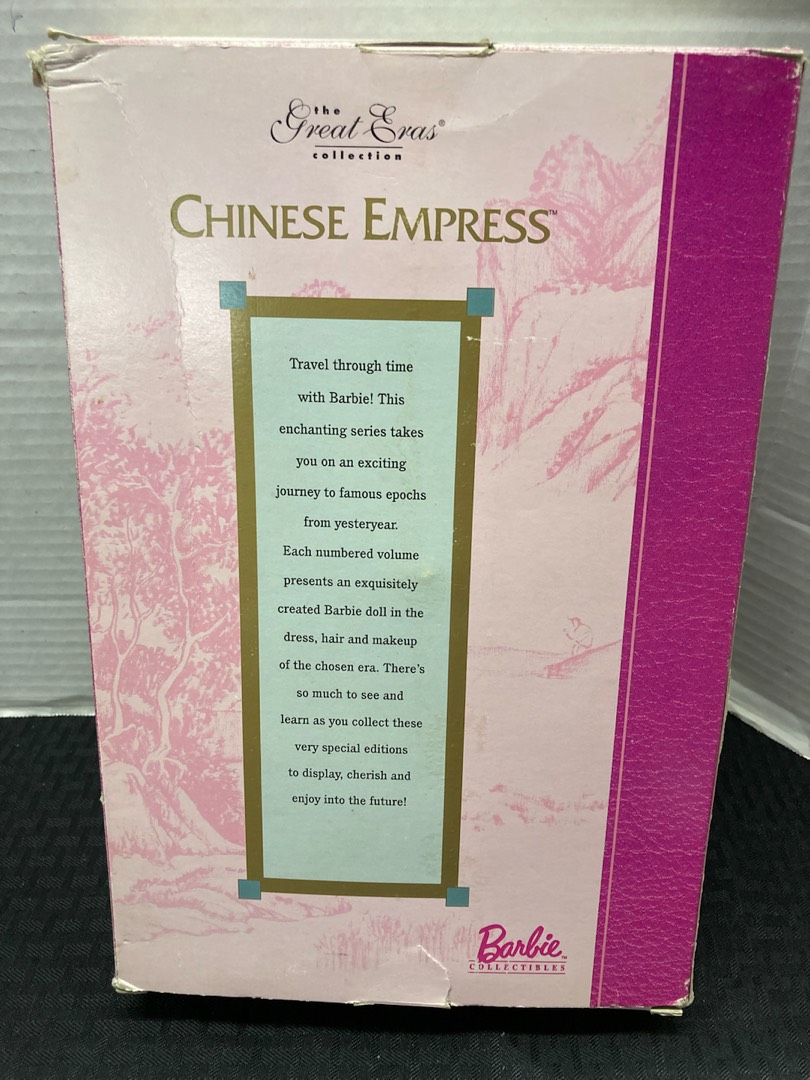 the
Great Eras®
collection
CHINESE EMPRESS™
Travel through time
with Barbie! This
enchanting series takes
you on an exciting
journey to famous epochs
from yesteryear.
Each numbered volume
presents an exquisitely
created Barbie doll in the
dress, hair and makeup
of the chosen era. There's
so much to see and
learn as you collect these
very special editions
to display, cherish and
enjoy into the future!
Barbie™
COLLECTIBLES